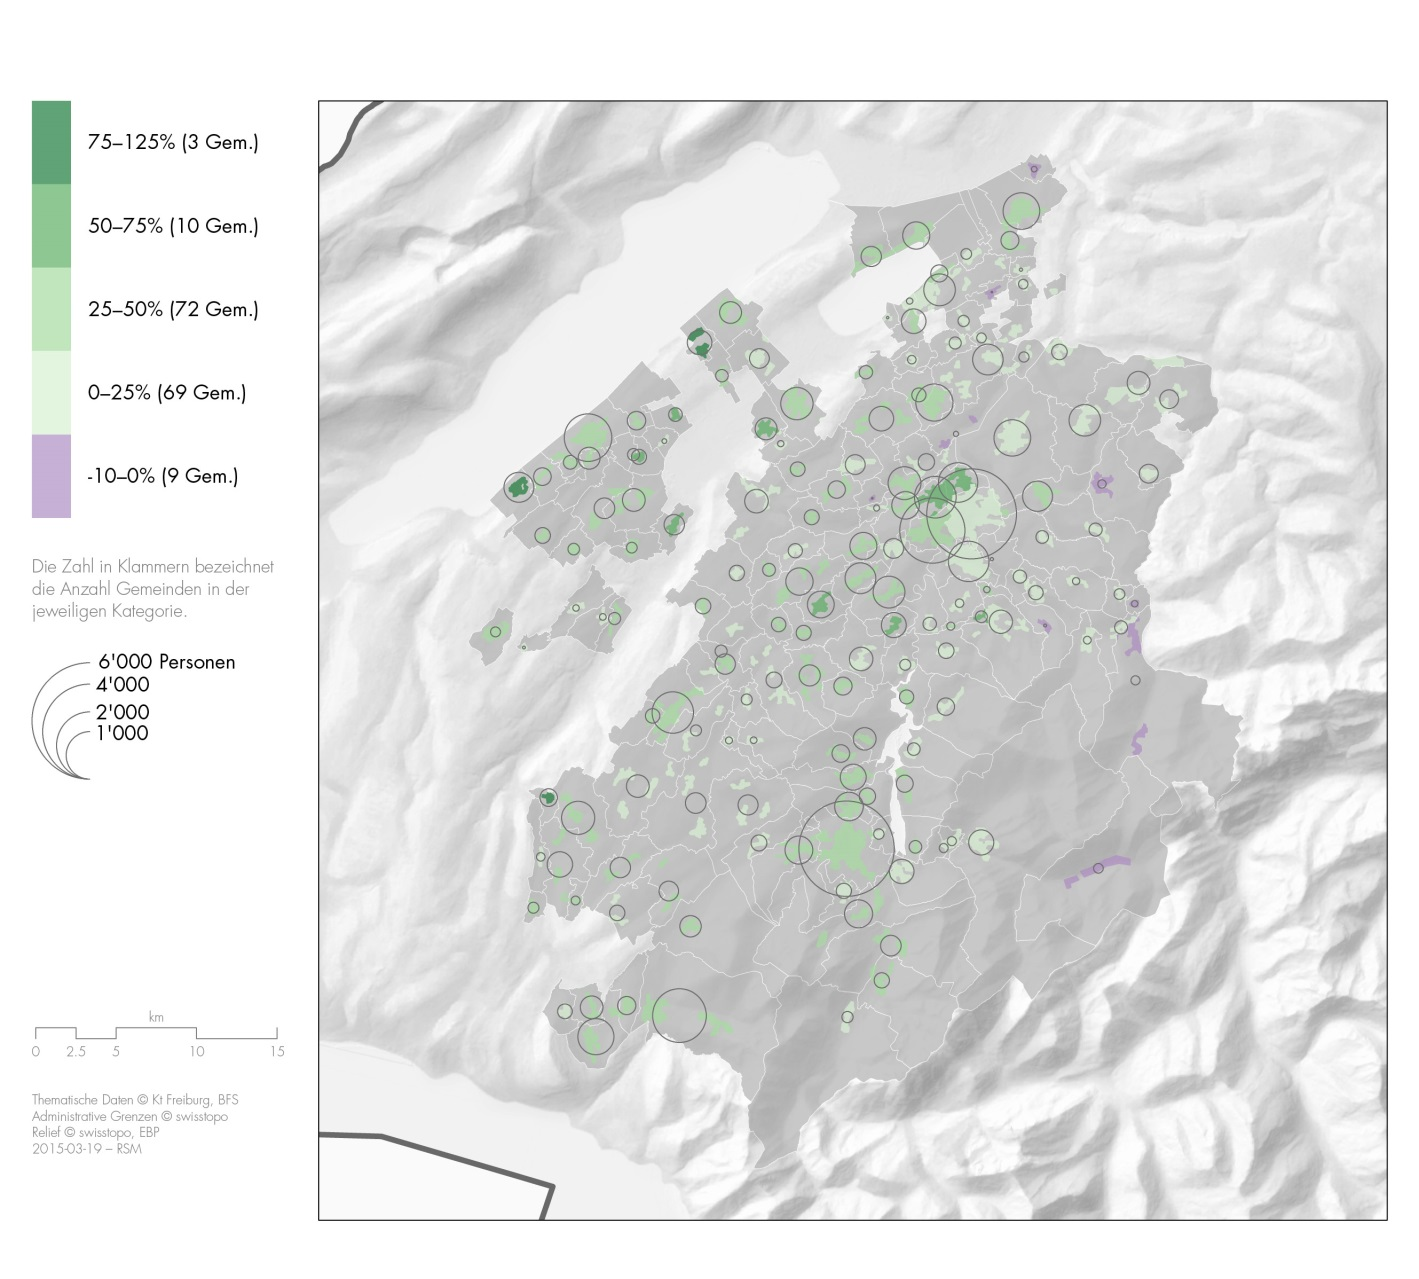 75–125% (3 Gem.)
50–75% (10 Gem.)
25–50% (72 Gem.)
0–25% (69 Gem.)
-10–0% (9 Gem.)
Die Zahl in Klammern bezeichnet
die Anzahl Gemeinden in der
jeweiligen Kategorie.
6'000 Personen
4'000
2'000
1'000
km
0 2.5 5 10 15
Thematische Daten © Kt Freiburg, BFS
Administrative Grenzen © swisstopo
Relief © swisstopo, EBP
2015-03-19 – RSM